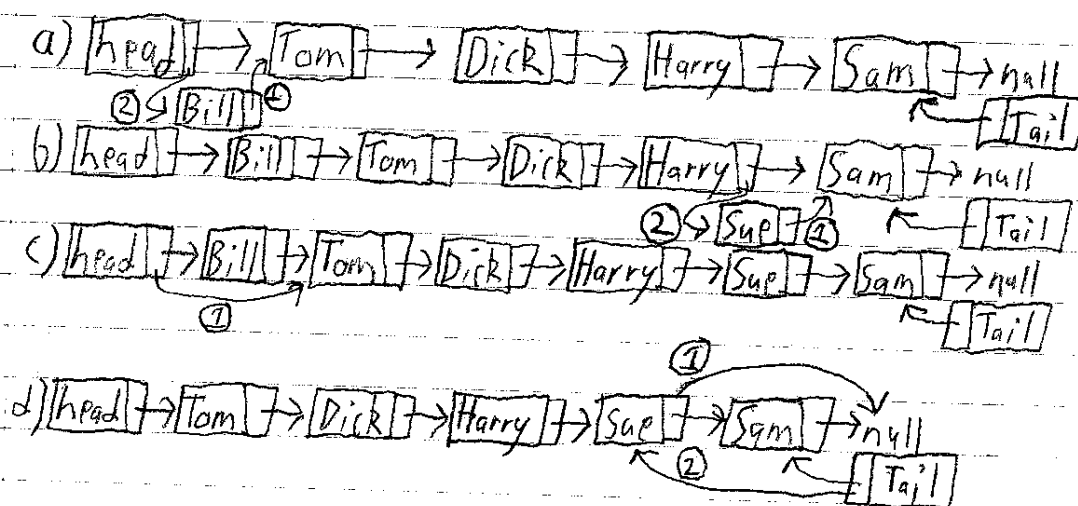 a) head Tom Dick Harry Sam null
② Bill ① Tail
b) head Bill Tom Dick Harry Sam null
② Sue ① Tail
c) head Bill Tom Dick Harry Sue Sam null
① Tail
①
d) head Tom Dick Harry Sue Sam null
② Tail